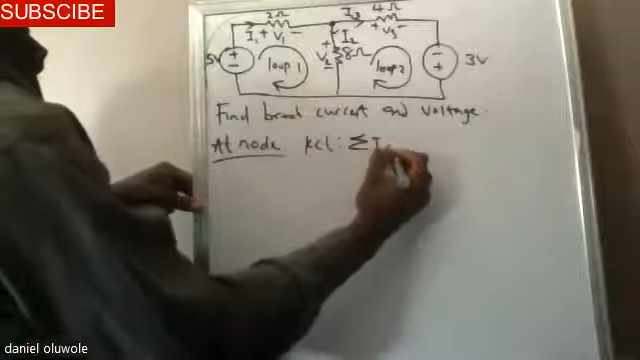 SUBSCIBE
2Ω I3 4Ω
I1 + V1 - I2 + V3 -
5V + - loop 1 + V2 - 8Ω loop 2 - + 3V
Find branch current and voltage.
At node KCL: ΣI
daniel oluwole